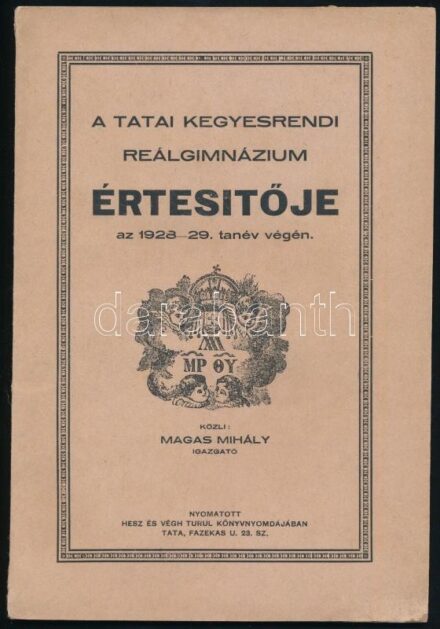 A TATAI KEGYESRENDI
REÁLGIMNÁZIUM
ÉRTESITŐJE
az 1928–29. tanév végén.
darabanth
MP ΘY
KÖZLI:
MAGAS MIHÁLY
IGAZGATÓ
NYOMATOTT
HESZ ÉS VÉGH TURUL KÖNYVNYOMDÁJÁBAN
TATA, FAZEKAS U. 23. SZ.